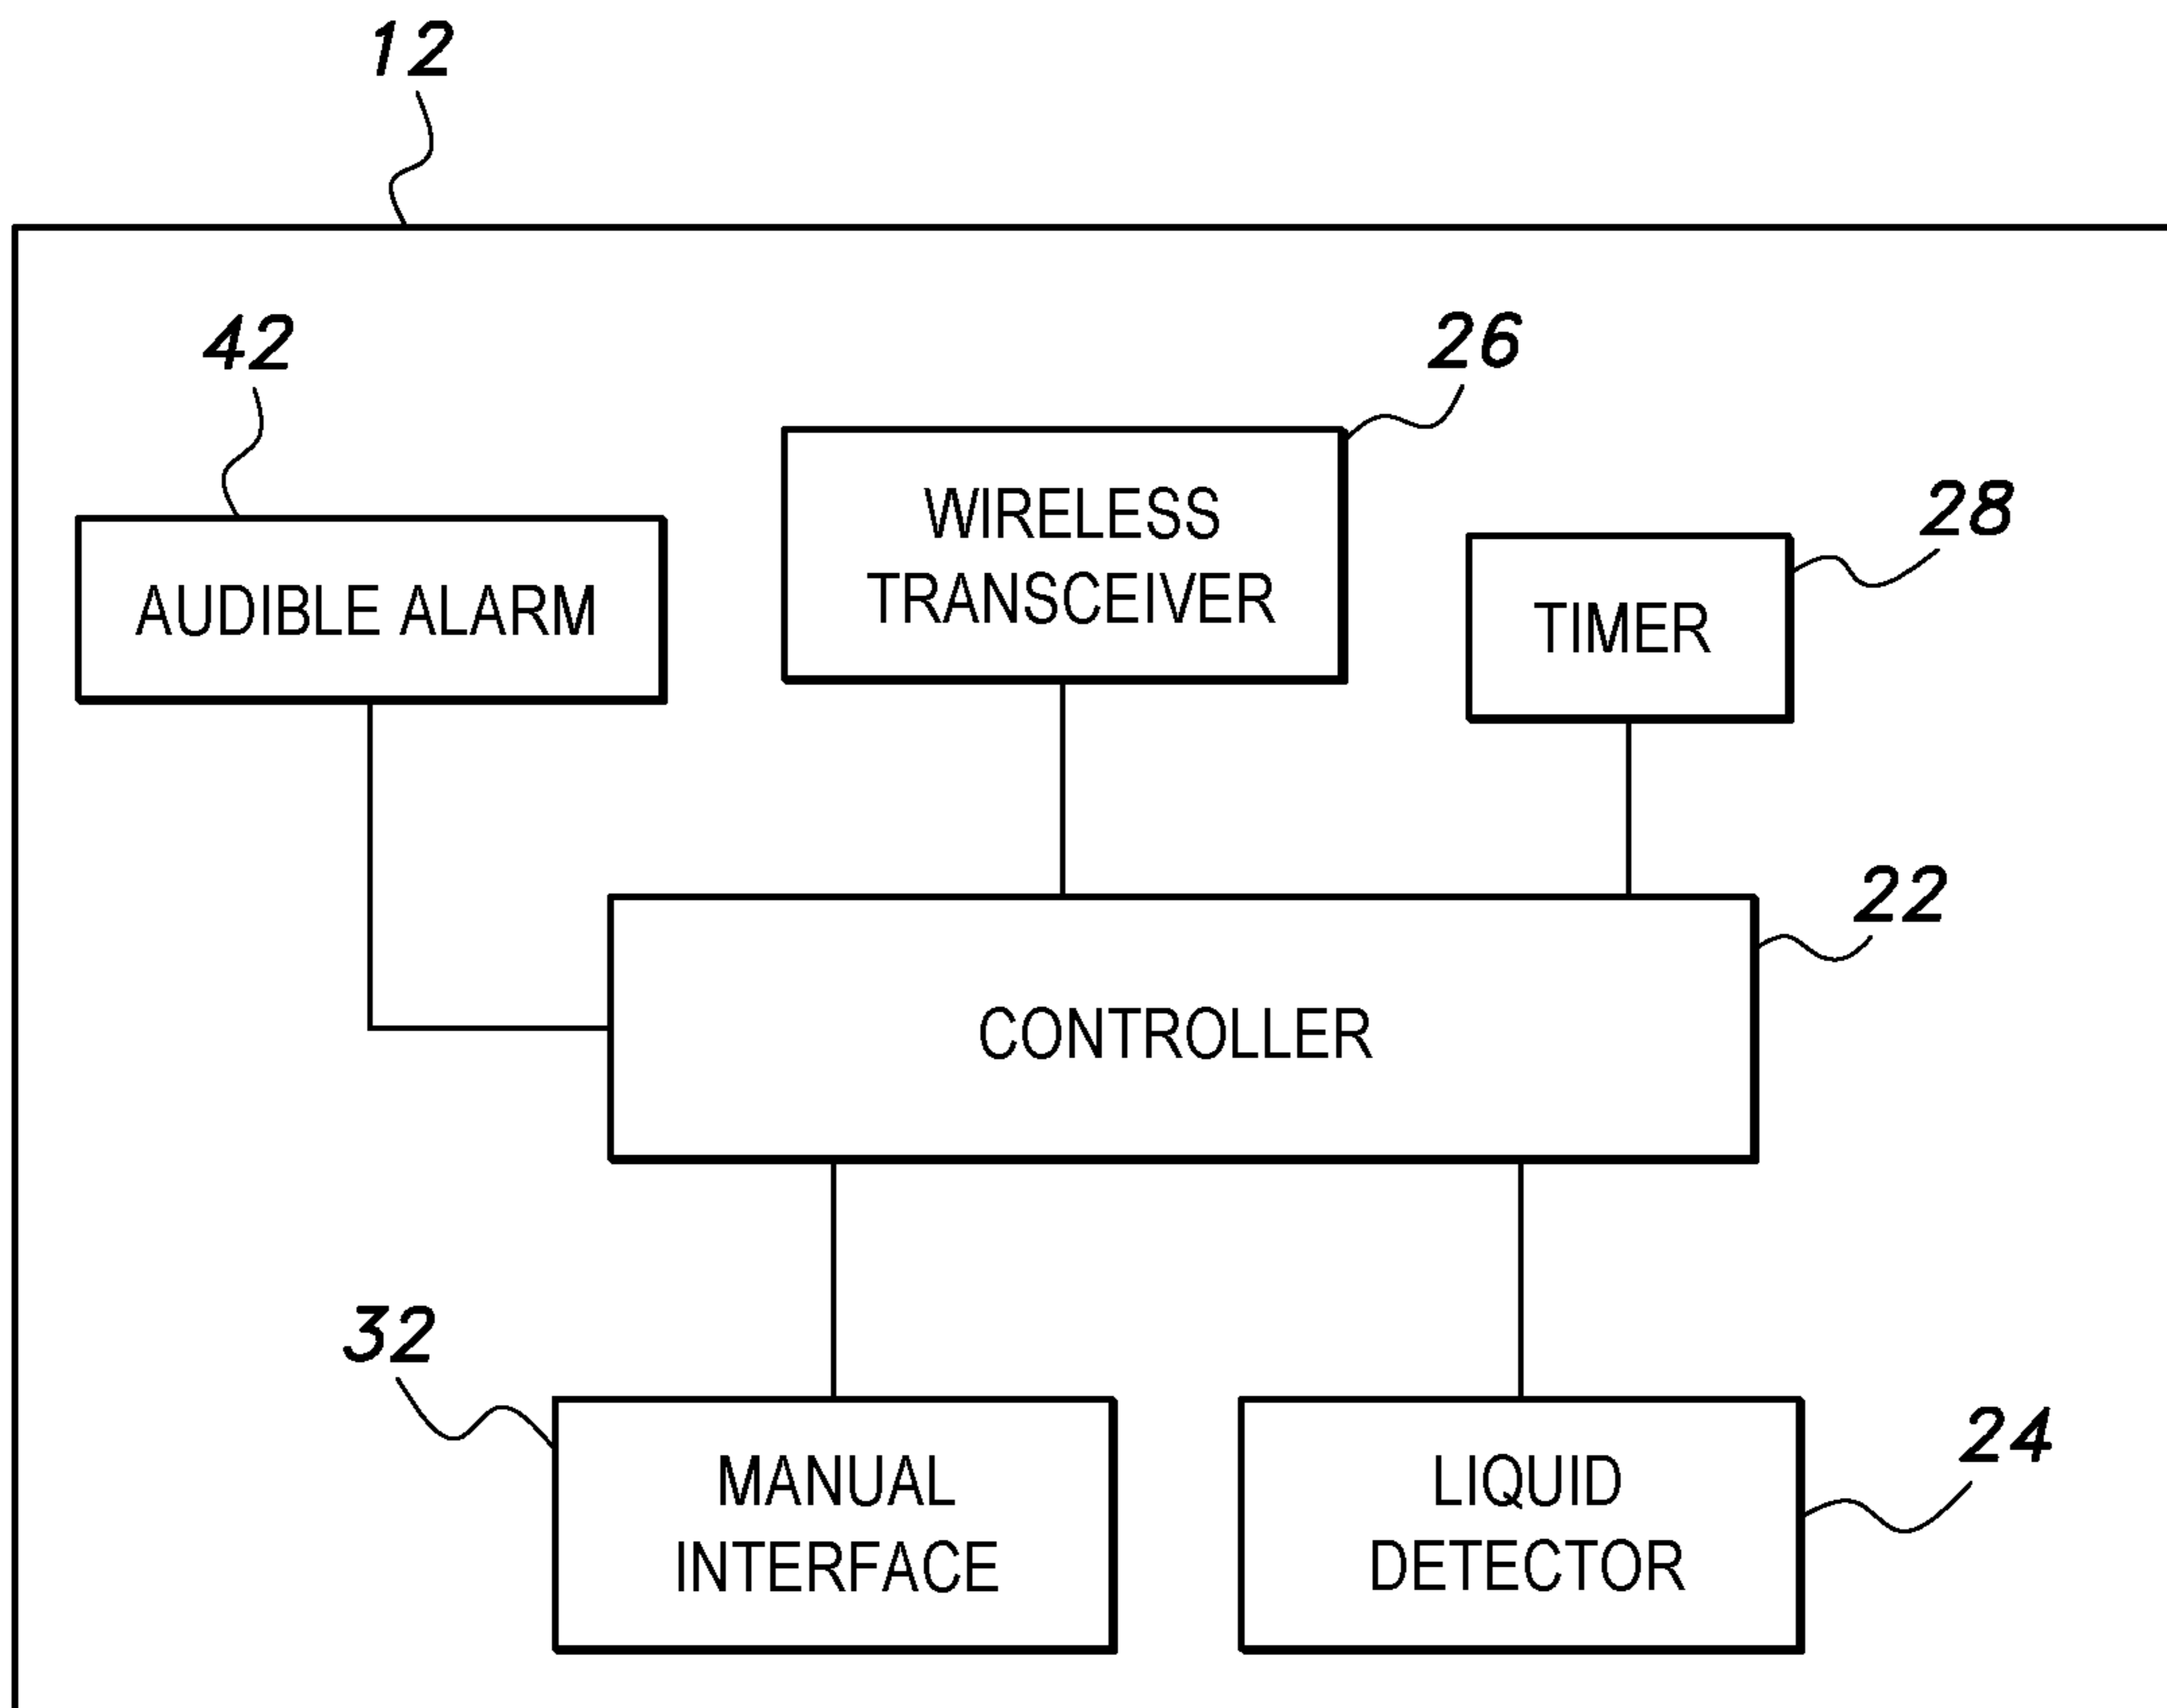 12
42
26
28
WIRELESS
TRANSCEIVER
AUDIBLE ALARM
TIMER
22
CONTROLLER
32
24
MANUAL
INTERFACE
LIQUID
DETECTOR